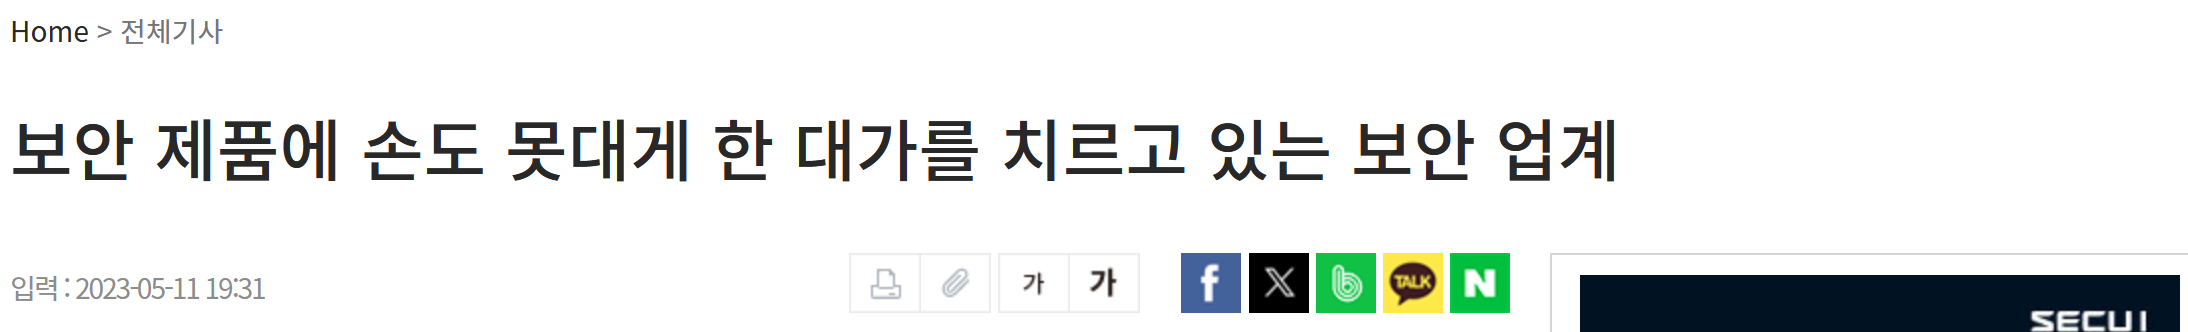 Home > 전체기사
보안 제품에 손도 못대게 한 대가를 치르고 있는 보안 업계
입력 : 2023-05-11 19:31
가 가 f X b TALK N
SECUI